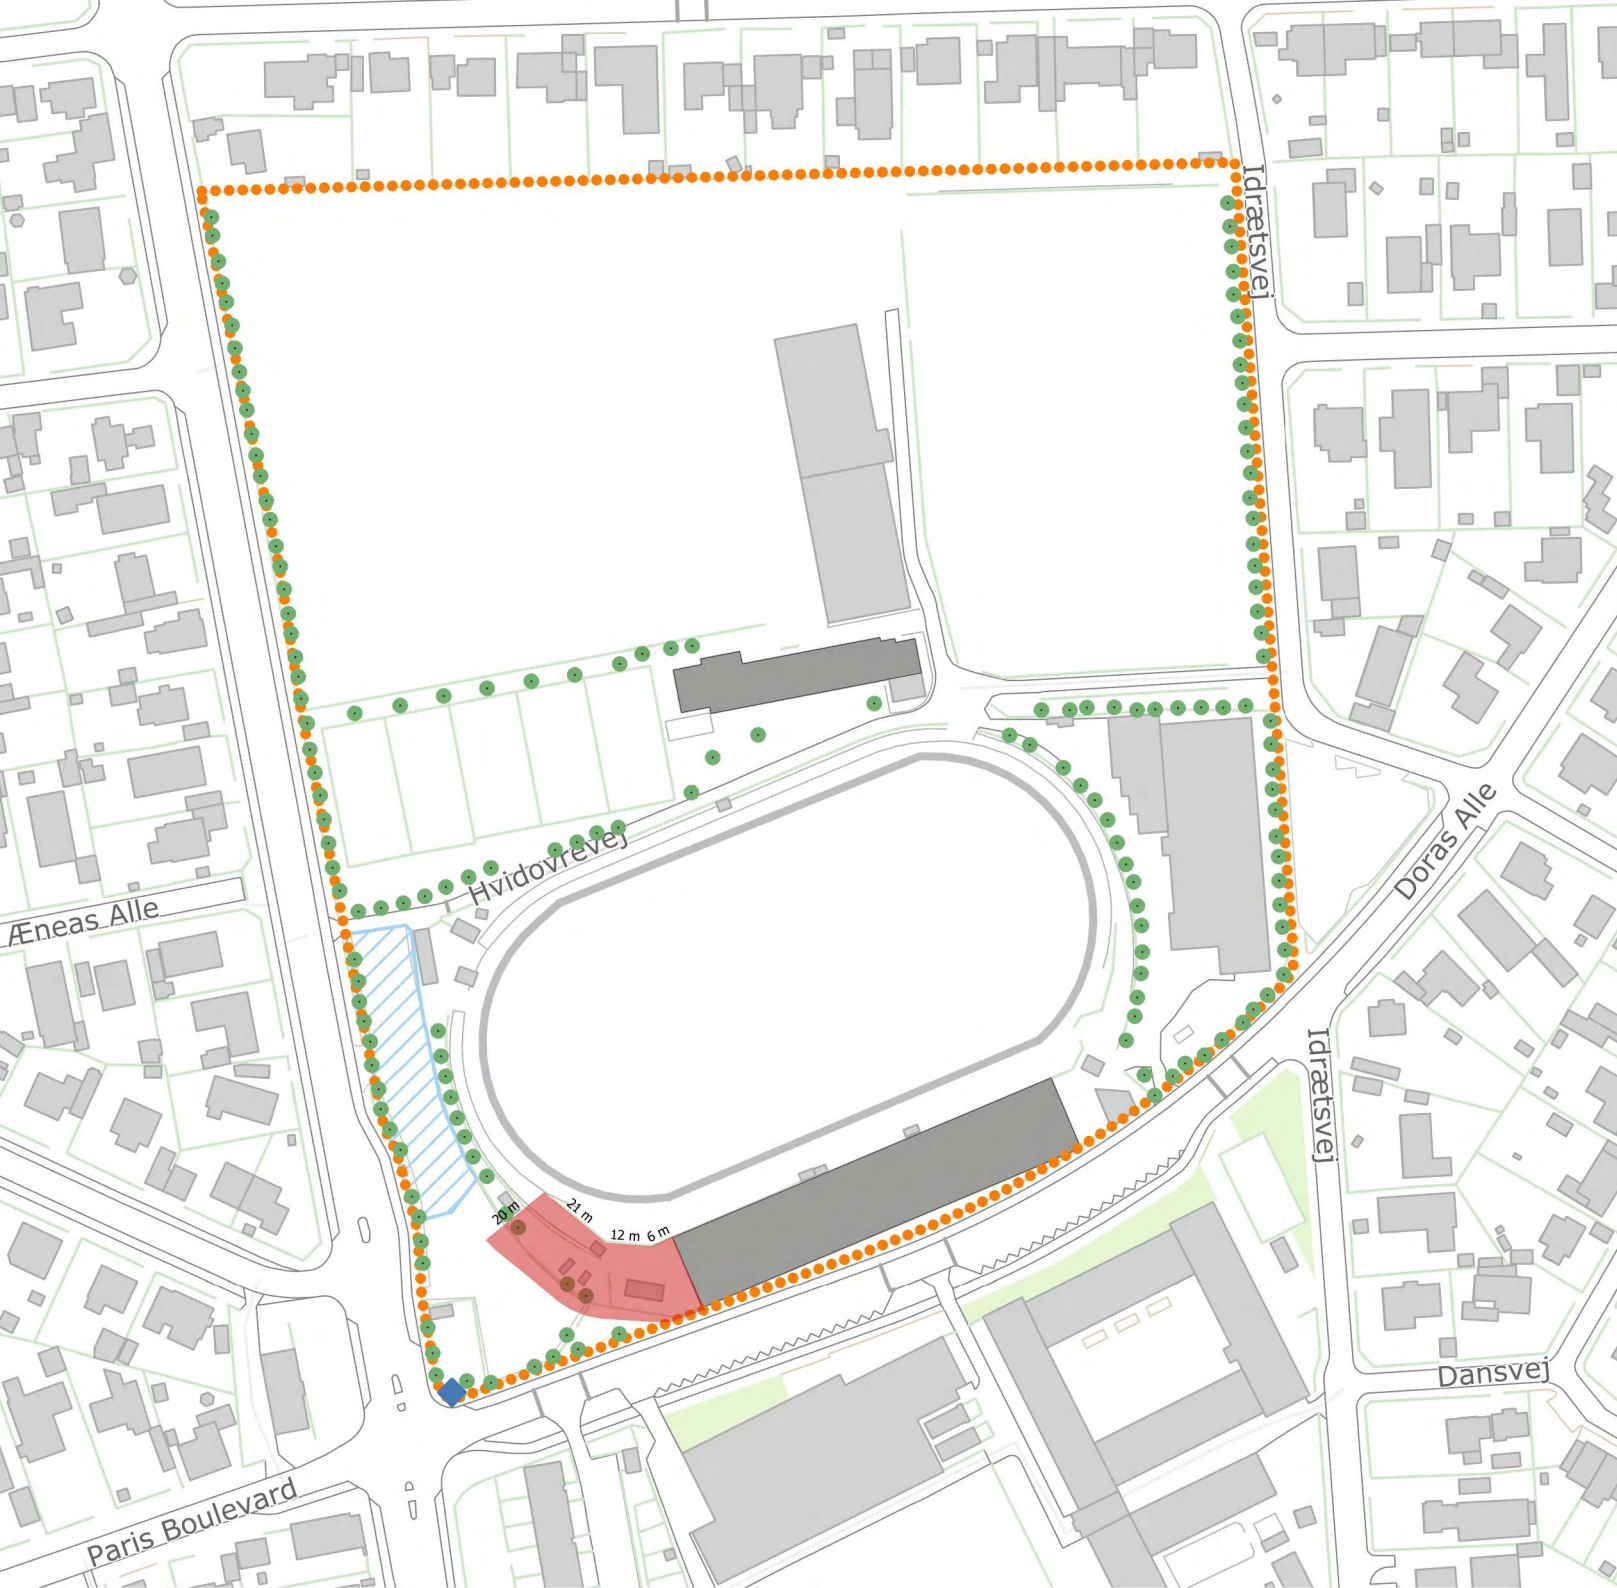 Idrætsvej
Doras Alle
Hvidovrevej
Æneas Alle
Idrætsvej
20 m
21 m
12 m
6 m
Dansvej
Paris Boulevard